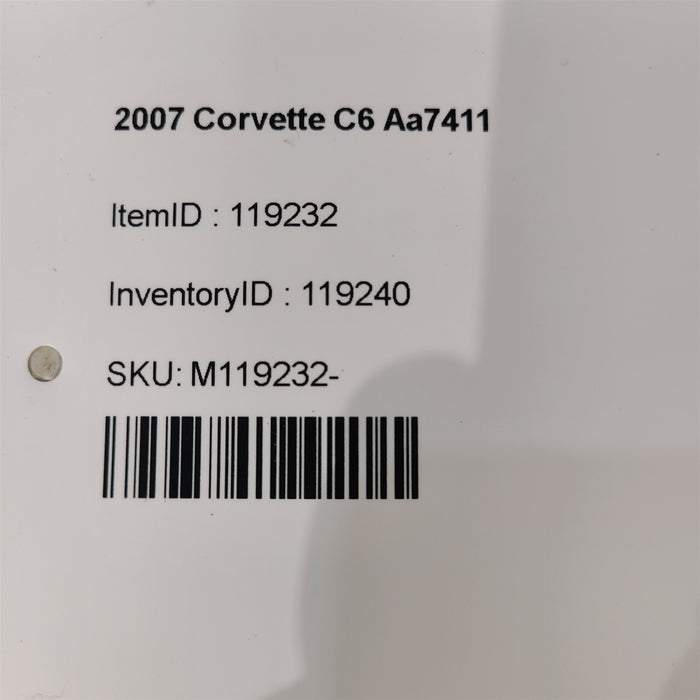 2007 Corvette C6 Aa7411
ItemID : 119232
InventoryID : 119240
SKU: M119232-